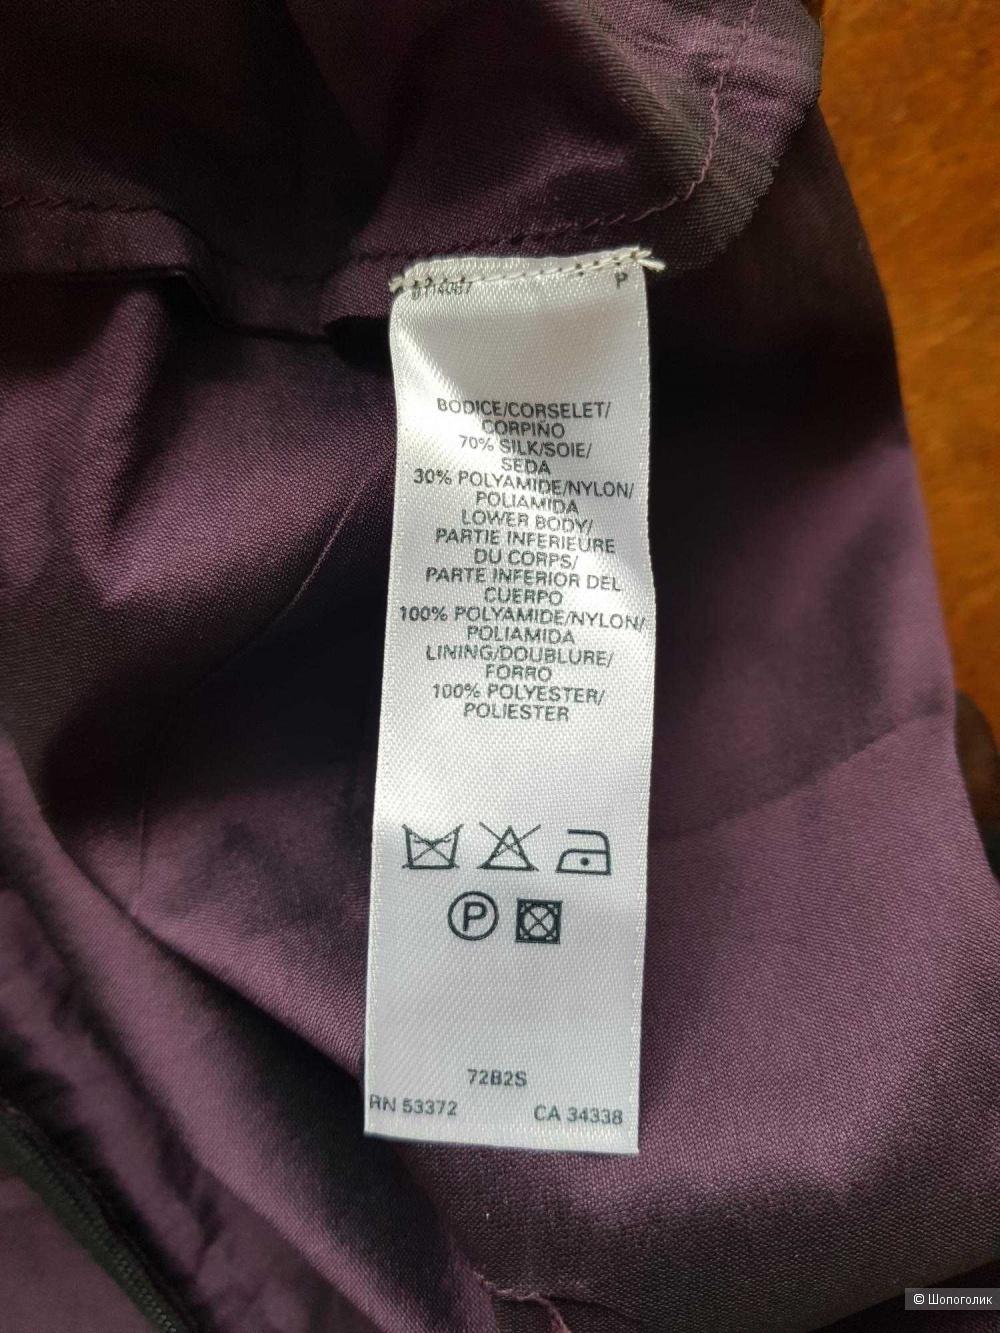 P
BODICE/CORSELET/
CORPIÑO
70% SILK/SOIE/
SEDA
30% POLYAMIDE/NYLON/
POLIAMIDA
LOWER BODY/
PARTIE INFERIEURE
DU CORPS/
PARTE INFERIOR DEL
CUERPO
100% POLYAMIDE/NYLON/
POLIAMIDA
LINING/DOUBLURE/
FORRO
100% POLYESTER/
POLIESTER
P
72B2S
RN 53372 CA 34338
© Шопоголик